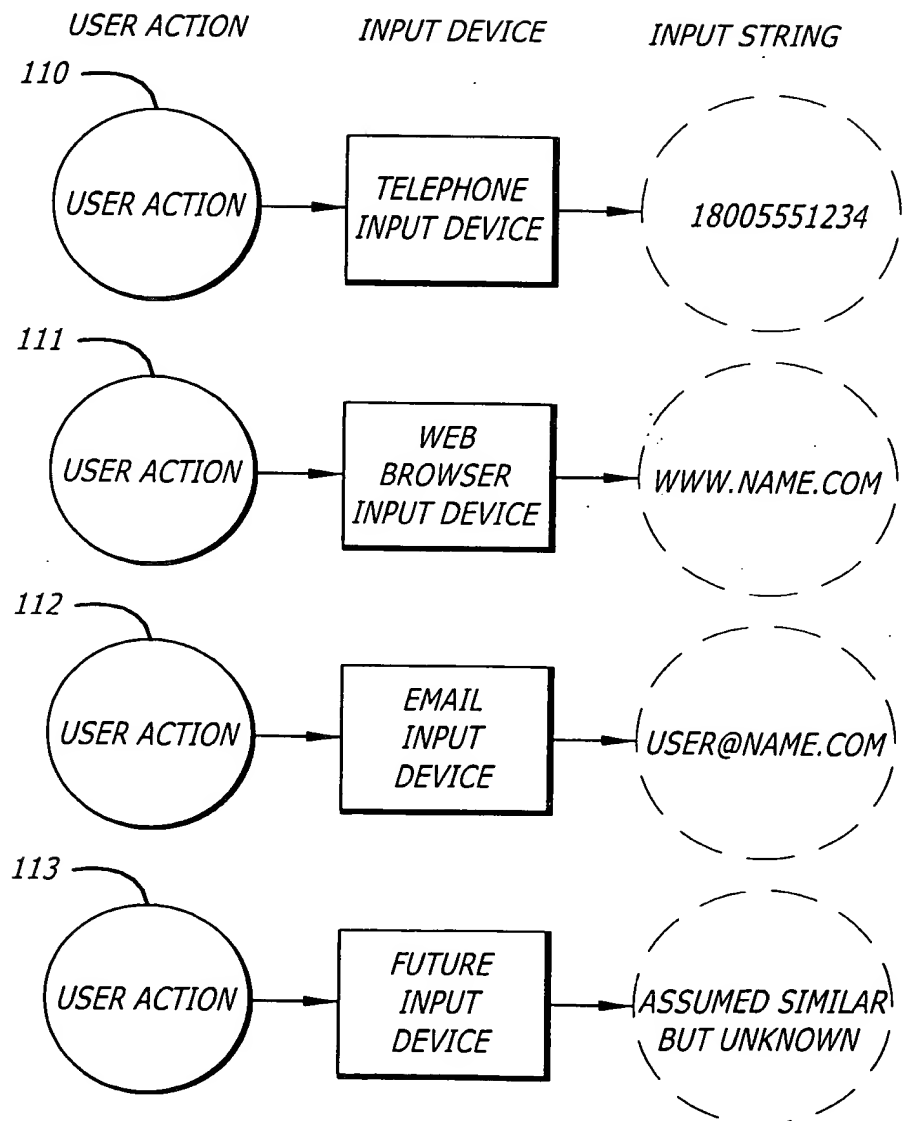 USER ACTION INPUT DEVICE INPUT STRING
110
USER ACTION
TELEPHONE
INPUT DEVICE
18005551234
111
USER ACTION
WEB
BROWSER
INPUT DEVICE
WWW.NAME.COM
112
USER ACTION
EMAIL
INPUT
DEVICE
USER@NAME.COM
113
USER ACTION
FUTURE
INPUT
DEVICE
ASSUMED SIMILAR
BUT UNKNOWN